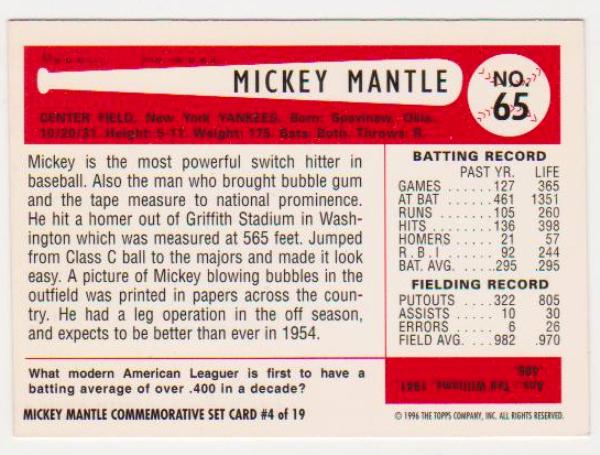 MICKEY MANTLE
NO.
65
CENTER FIELD. New York YANKEES. Born: Spavinaw, Okla.
10/20/31. Height: 5-11. Weight: 175. Bats: Both. Throws: R.
Mickey is the most powerful switch hitter in
baseball. Also the man who brought bubble gum
and the tape measure to national prominence.
He hit a homer out of Griffith Stadium in Wash-
ington which was measured at 565 feet. Jumped
from Class C ball to the majors and made it look
easy. A picture of Mickey blowing bubbles in the
outfield was printed in papers across the coun-
try. He had a leg operation in the off season,
and expects to be better than ever in 1954.
BATTING RECORD
PAST YR. LIFE
GAMES ......127 365
AT BAT .....461 1351
RUNS .......105 260
HITS ........136 398
HOMERS .... 21 57
R. B. I ....... 92 244
BAT. AVG. ...295 .295
FIELDING RECORD
PUTOUTS ....322 805
ASSISTS ..... 10 30
ERRORS ..... 6 26
FIELD AVG. ...982 .970
What modern American Leaguer is first to have a
batting average of over .400 in a decade?
Ans.: Ted Williams, 1941
.406.
MICKEY MANTLE COMMEMORATIVE SET CARD #4 of 19
© 1996 THE TOPPS COMPANY, INC. ALL RIGHTS RESERVED.